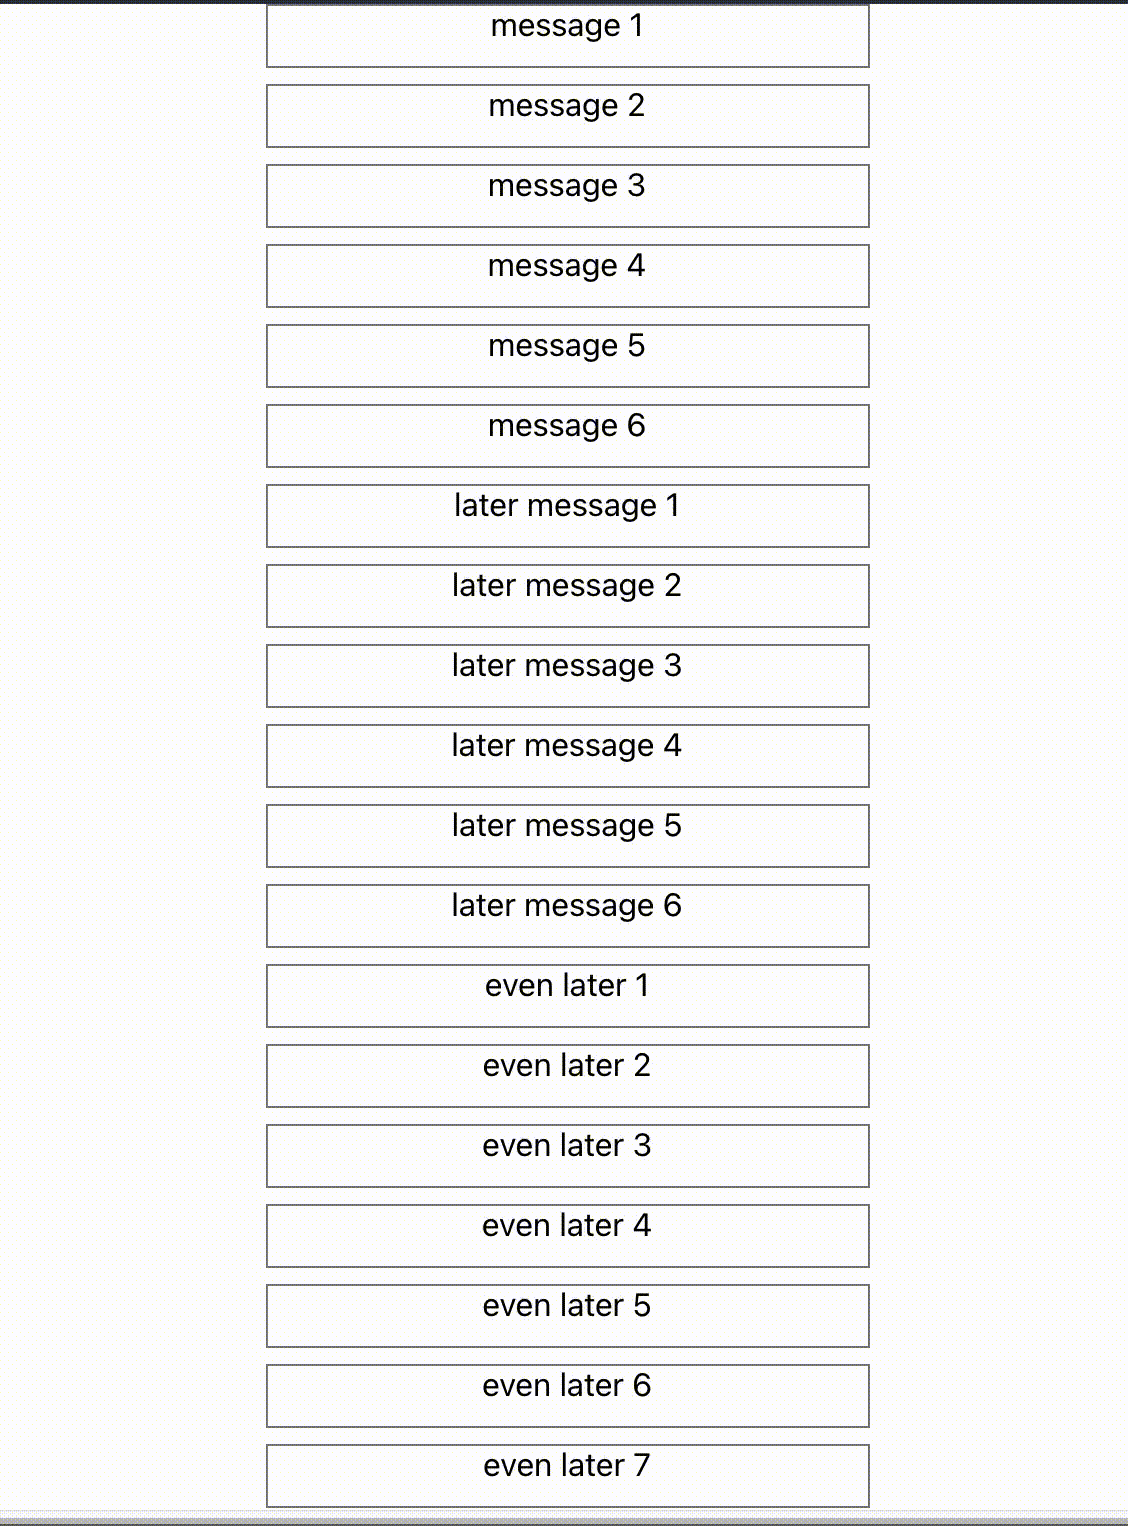 message 1
message 2
message 3
message 4
message 5
message 6
later message 1
later message 2
later message 3
later message 4
later message 5
later message 6
even later 1
even later 2
even later 3
even later 4
even later 5
even later 6
even later 7